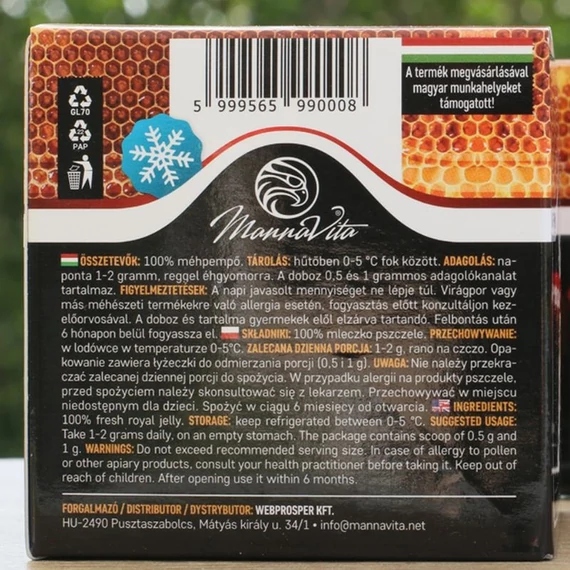 A termék megvásárlásával
magyar munkahelyeket
támogatott!
5 999565 990008
GL70
22
PAP
MannaVita®
ÖSSZETEVŐK: 100% méhpempő. TÁROLÁS: hűtőben 0-5 °C fok között. ADAGOLÁS: na-
ponta 1-2 gramm, reggel éhgyomorra. A doboz 0,5 és 1 grammos adagolókanalat
tartalmaz. FIGYELMEZTETÉSEK: A napi javasolt mennyiséget ne lépje túl. Virágpor vagy
más méhészeti termékekre való allergia esetén, fogyasztás előtt konzultáljon kez-
előorvosával. A doboz és tartalma gyermekek elől elzárva tartandó. Felbontás után
6 hónapon belül fogyassza el. SKŁADNIKI: 100% mleczko pszczele. PRZECHOWYWANIE:
w lodówce w temperaturze 0-5°C. ZALECANA DZIENNA PORCJA: 1-2 g, rano na czczo. Opa-
kowanie zawiera łyżeczki do odmierzania porcji (0,5 i 1 g). UWAGA: Nie należy przekra-
czać zalecanej dziennej porcji do spożycia. W przypadku alergii na produkty pszczele,
przed spożyciem należy skonsultować się z lekarzem. Przechowywać w miejscu
niedostępnym dla dzieci. Spożyć w ciągu 6 miesięcy od otwarcia. INGREDIENTS:
100% fresh royal jelly. STORAGE: keep refrigerated between 0-5 °C. SUGGESTED USAGE:
Take 1-2 grams daily, on an empty stomach. The package contains scoop of 0.5 g and
1 g. WARNINGS: Do not exceed recommended serving size. In case of allergy to pollen
or other apiary products, consult your health practitioner before taking it. Keep out of
reach of children. After opening use it within 6 months.
FORGALMAZÓ / DISTRIBUTOR / DYSTRYBUTOR: WEBPROSPER KFT.
HU-2490 Pusztaszabolcs, Mátyás király u. 34/1 • info@mannavita.net